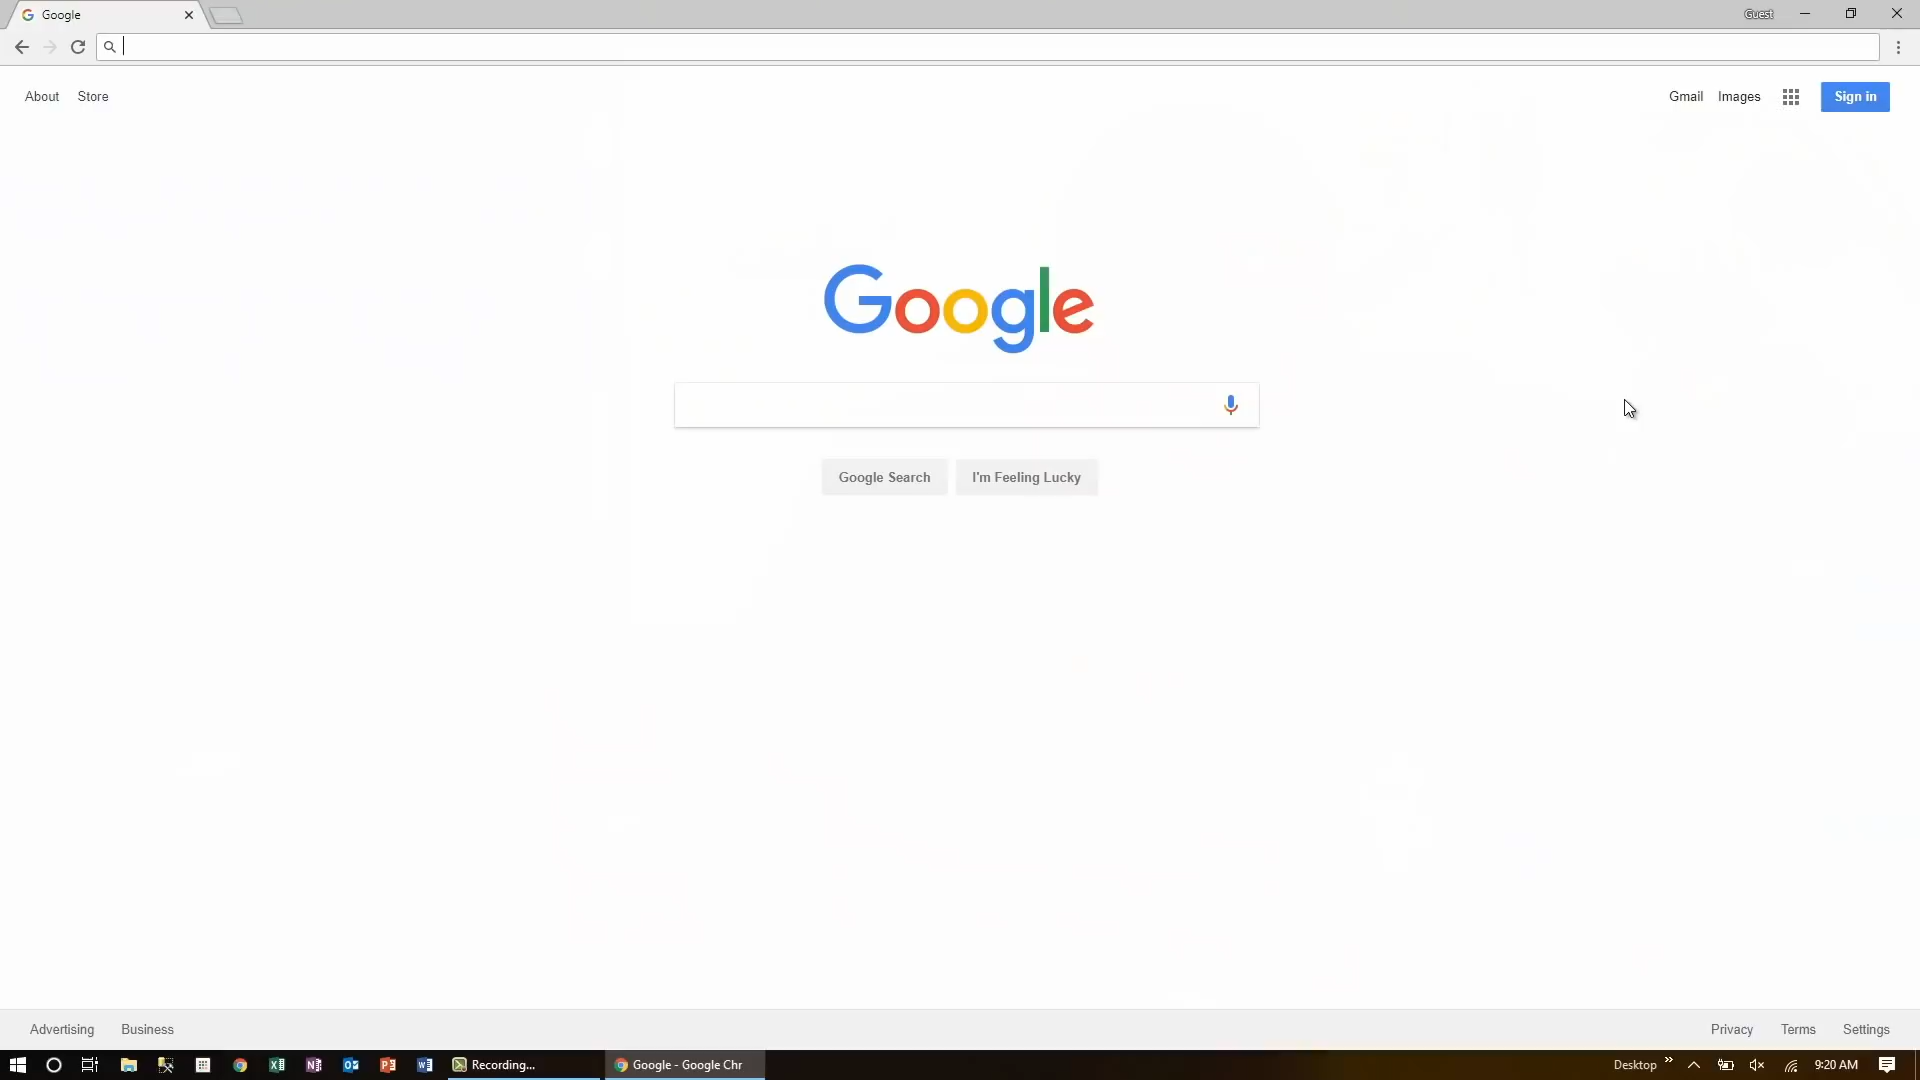 Google
Guest
About Store
Gmail Images Sign in
Google
Google Search I'm Feeling Lucky
Advertising Business
Privacy Terms Settings
Recording...
Google - Google Chr
Desktop
9:20 AM